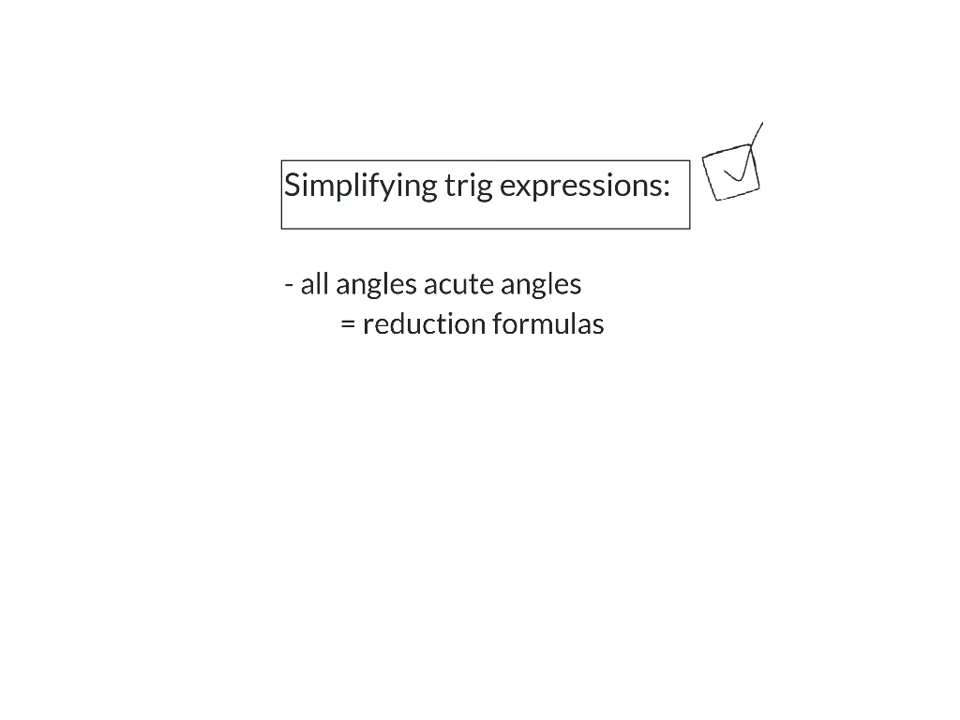 Simplifying trig expressions:
- all angles acute angles
= reduction formulas